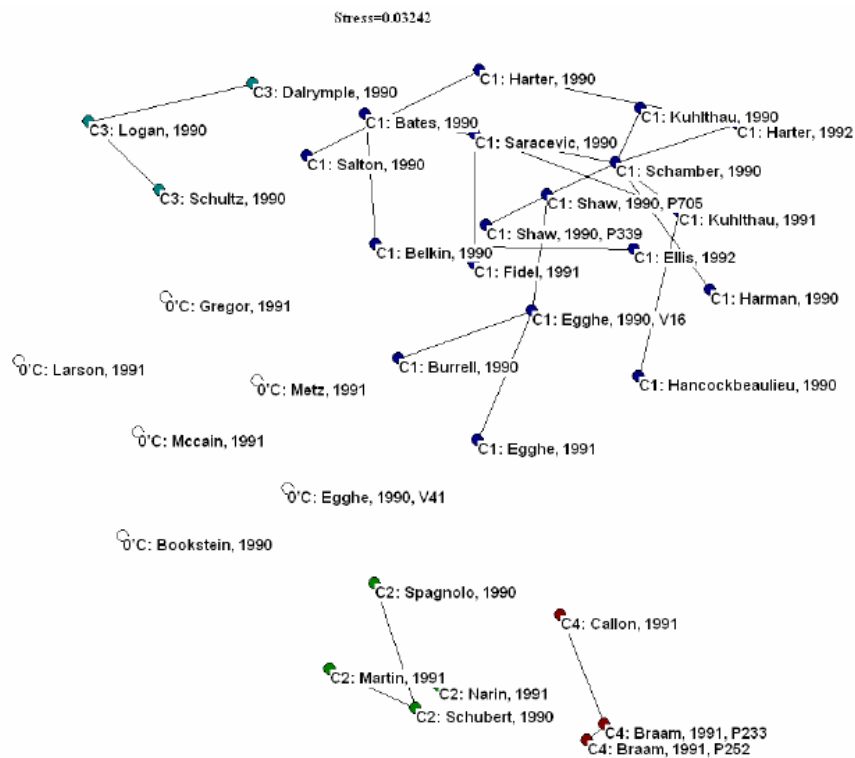 Stress=0.03242
C1: Harter, 1990
C3: Dalrymple, 1990
C1: Kuhlthau, 1990
C1: Bates, 1990
C3: Logan, 1990
C1: Harter, 1992
C1: Saracevic, 1990
C1: Salton, 1990
C1: Schamber, 1990
C3: Schultz, 1990
C1: Shaw, 1990, P705
C1: Kuhlthau, 1991
C1: Shaw, 1990, P339
C1: Belkin, 1990
C1: Ellis, 1992
C1: Fidel, 1991
C1: Harman, 1990
0'C: Gregor, 1991
C1: Egghe, 1990, V16
C1: Burrell, 1990
0'C: Larson, 1991
0'C: Metz, 1991
C1: Hancockbeaulieu, 1990
0'C: Mccain, 1991
C1: Egghe, 1991
0'C: Egghe, 1990, V41
0'C: Bookstein, 1990
C2: Spagnolo, 1990
C4: Callon, 1991
C2: Martin, 1991
C2: Narin, 1991
C2: Schubert, 1990
C4: Braam, 1991, P233
C4: Braam, 1991, P252